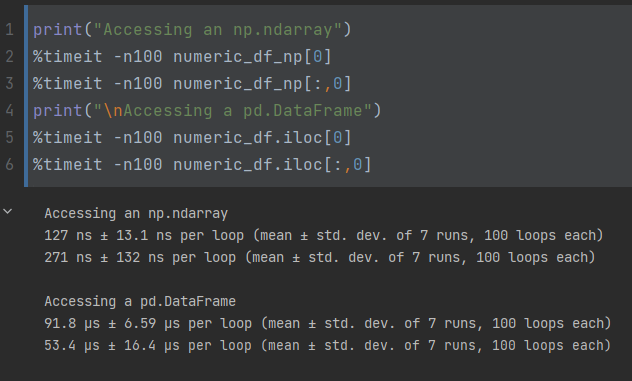 1 print("Accessing an np.ndarray")
2 %timeit -n100 numeric_df_np[0]
3 %timeit -n100 numeric_df_np[:,0]
4 print("\nAccessing a pd.DataFrame")
5 %timeit -n100 numeric_df.iloc[0]
6 %timeit -n100 numeric_df.iloc[:,0]
Accessing an np.ndarray
127 ns ± 13.1 ns per loop (mean ± std. dev. of 7 runs, 100 loops each)
271 ns ± 132 ns per loop (mean ± std. dev. of 7 runs, 100 loops each)
Accessing a pd.DataFrame
91.8 µs ± 6.59 µs per loop (mean ± std. dev. of 7 runs, 100 loops each)
53.4 µs ± 16.4 µs per loop (mean ± std. dev. of 7 runs, 100 loops each)